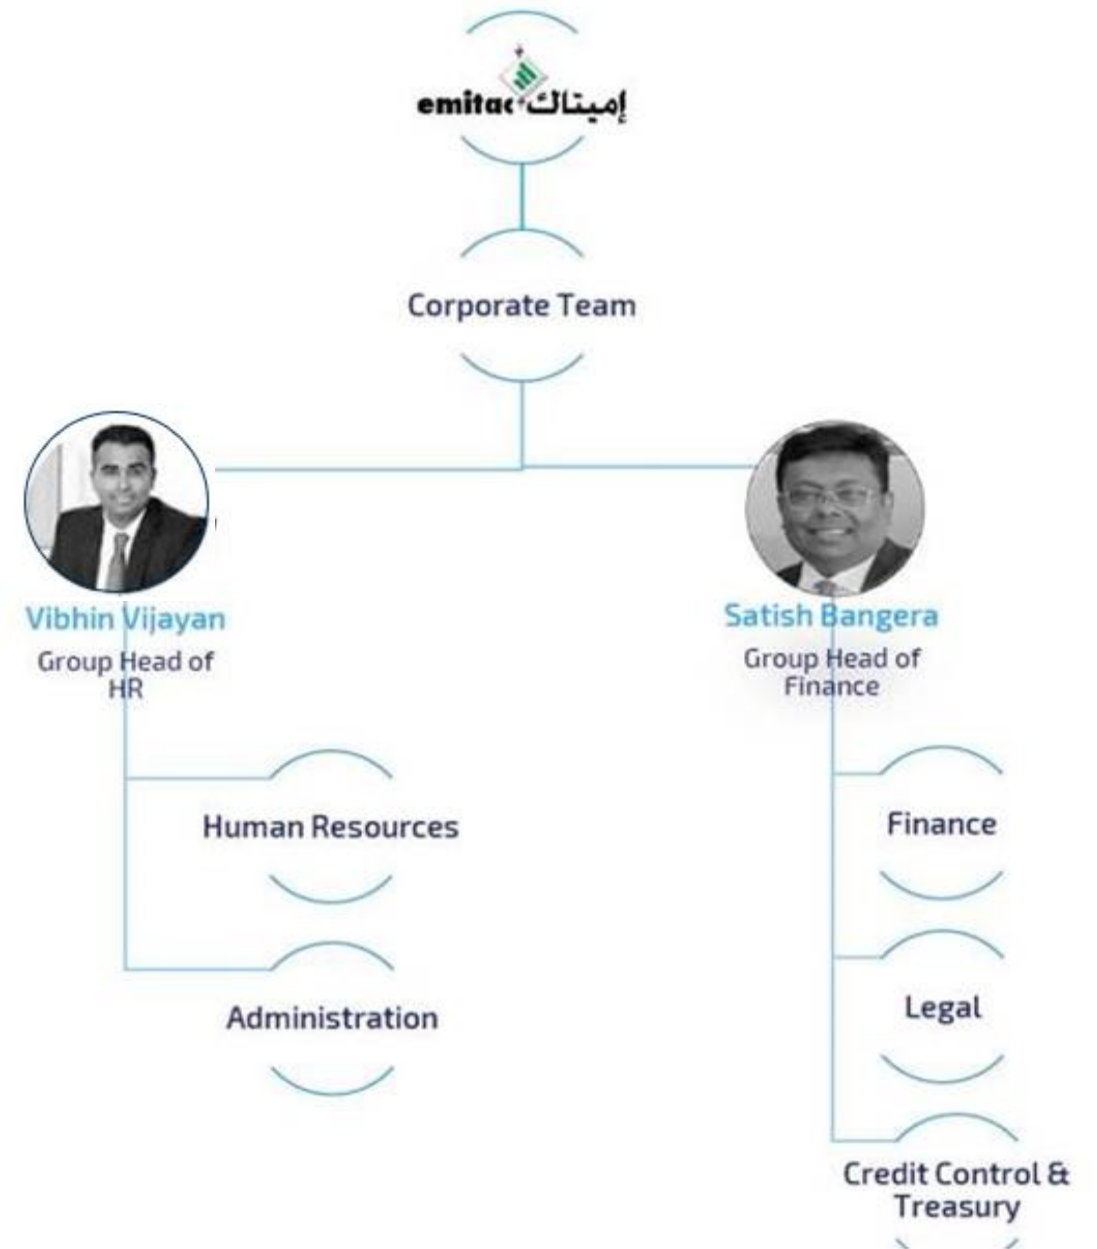 emitac إميتاك
Corporate Team
Vibhin Vijayan
Group Head of
HR
Satish Bangera
Group Head of
Finance
Human Resources
Administration
Finance
Legal
Credit Control &
Treasury